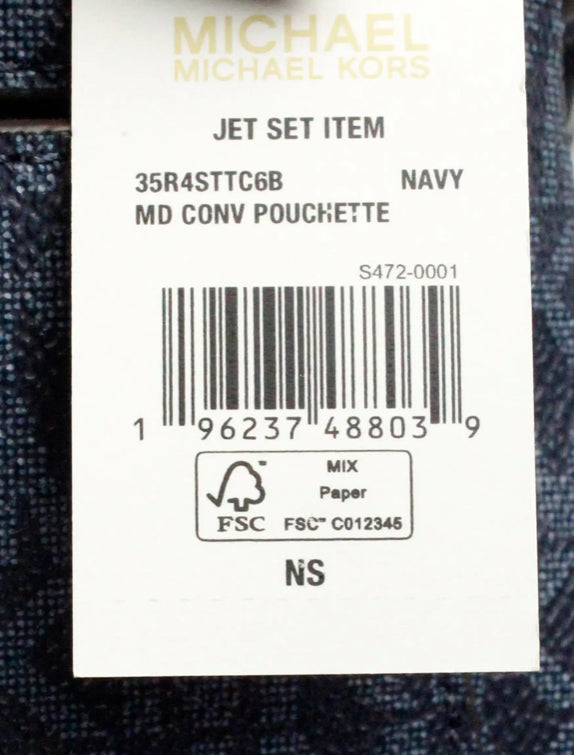 MICHAEL
MICHAEL KORS
JET SET ITEM
35R4STTC6B NAVY
MD CONV POUCHETTE
S472-0001
1 96237 48803 9
MIX
Paper
FSC™ FSC™ C012345
NS